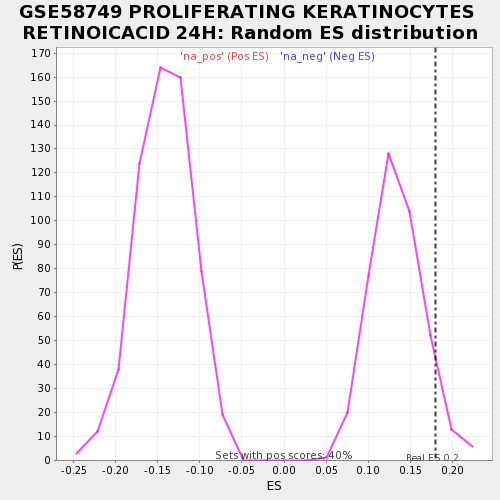 GSE58749 PROLIFERATING KERATINOCYTES
RETINOICACID 24H: Random ES distribution
'na_pos' (Pos ES) 'na_neg' (Neg ES)
170
160
150
140
130
120
110
100
90
80
70
60
50
40
30
20
10
0
P(ES)
Sets with pos scores: 40%
Real ES 0.2
-0.25 -0.20 -0.15 -0.10 -0.05 0.00 0.05 0.10 0.15 0.20
ES